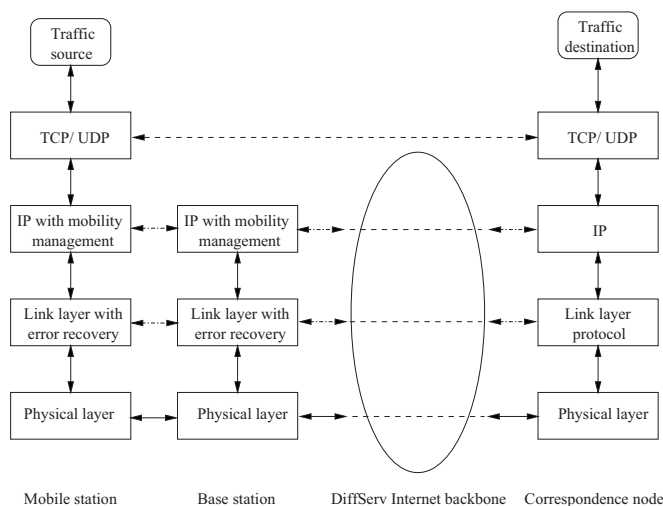 Traffic
source
Traffic
destination
TCP/ UDP
TCP/ UDP
IP with mobility
management
IP with mobility
management
IP
Link layer with
error recovery
Link layer with
error recovery
Link layer
protocol
Physical layer
Physical layer
Physical layer
Mobile station
Base station
DiffServ Internet backbone
Correspondence node